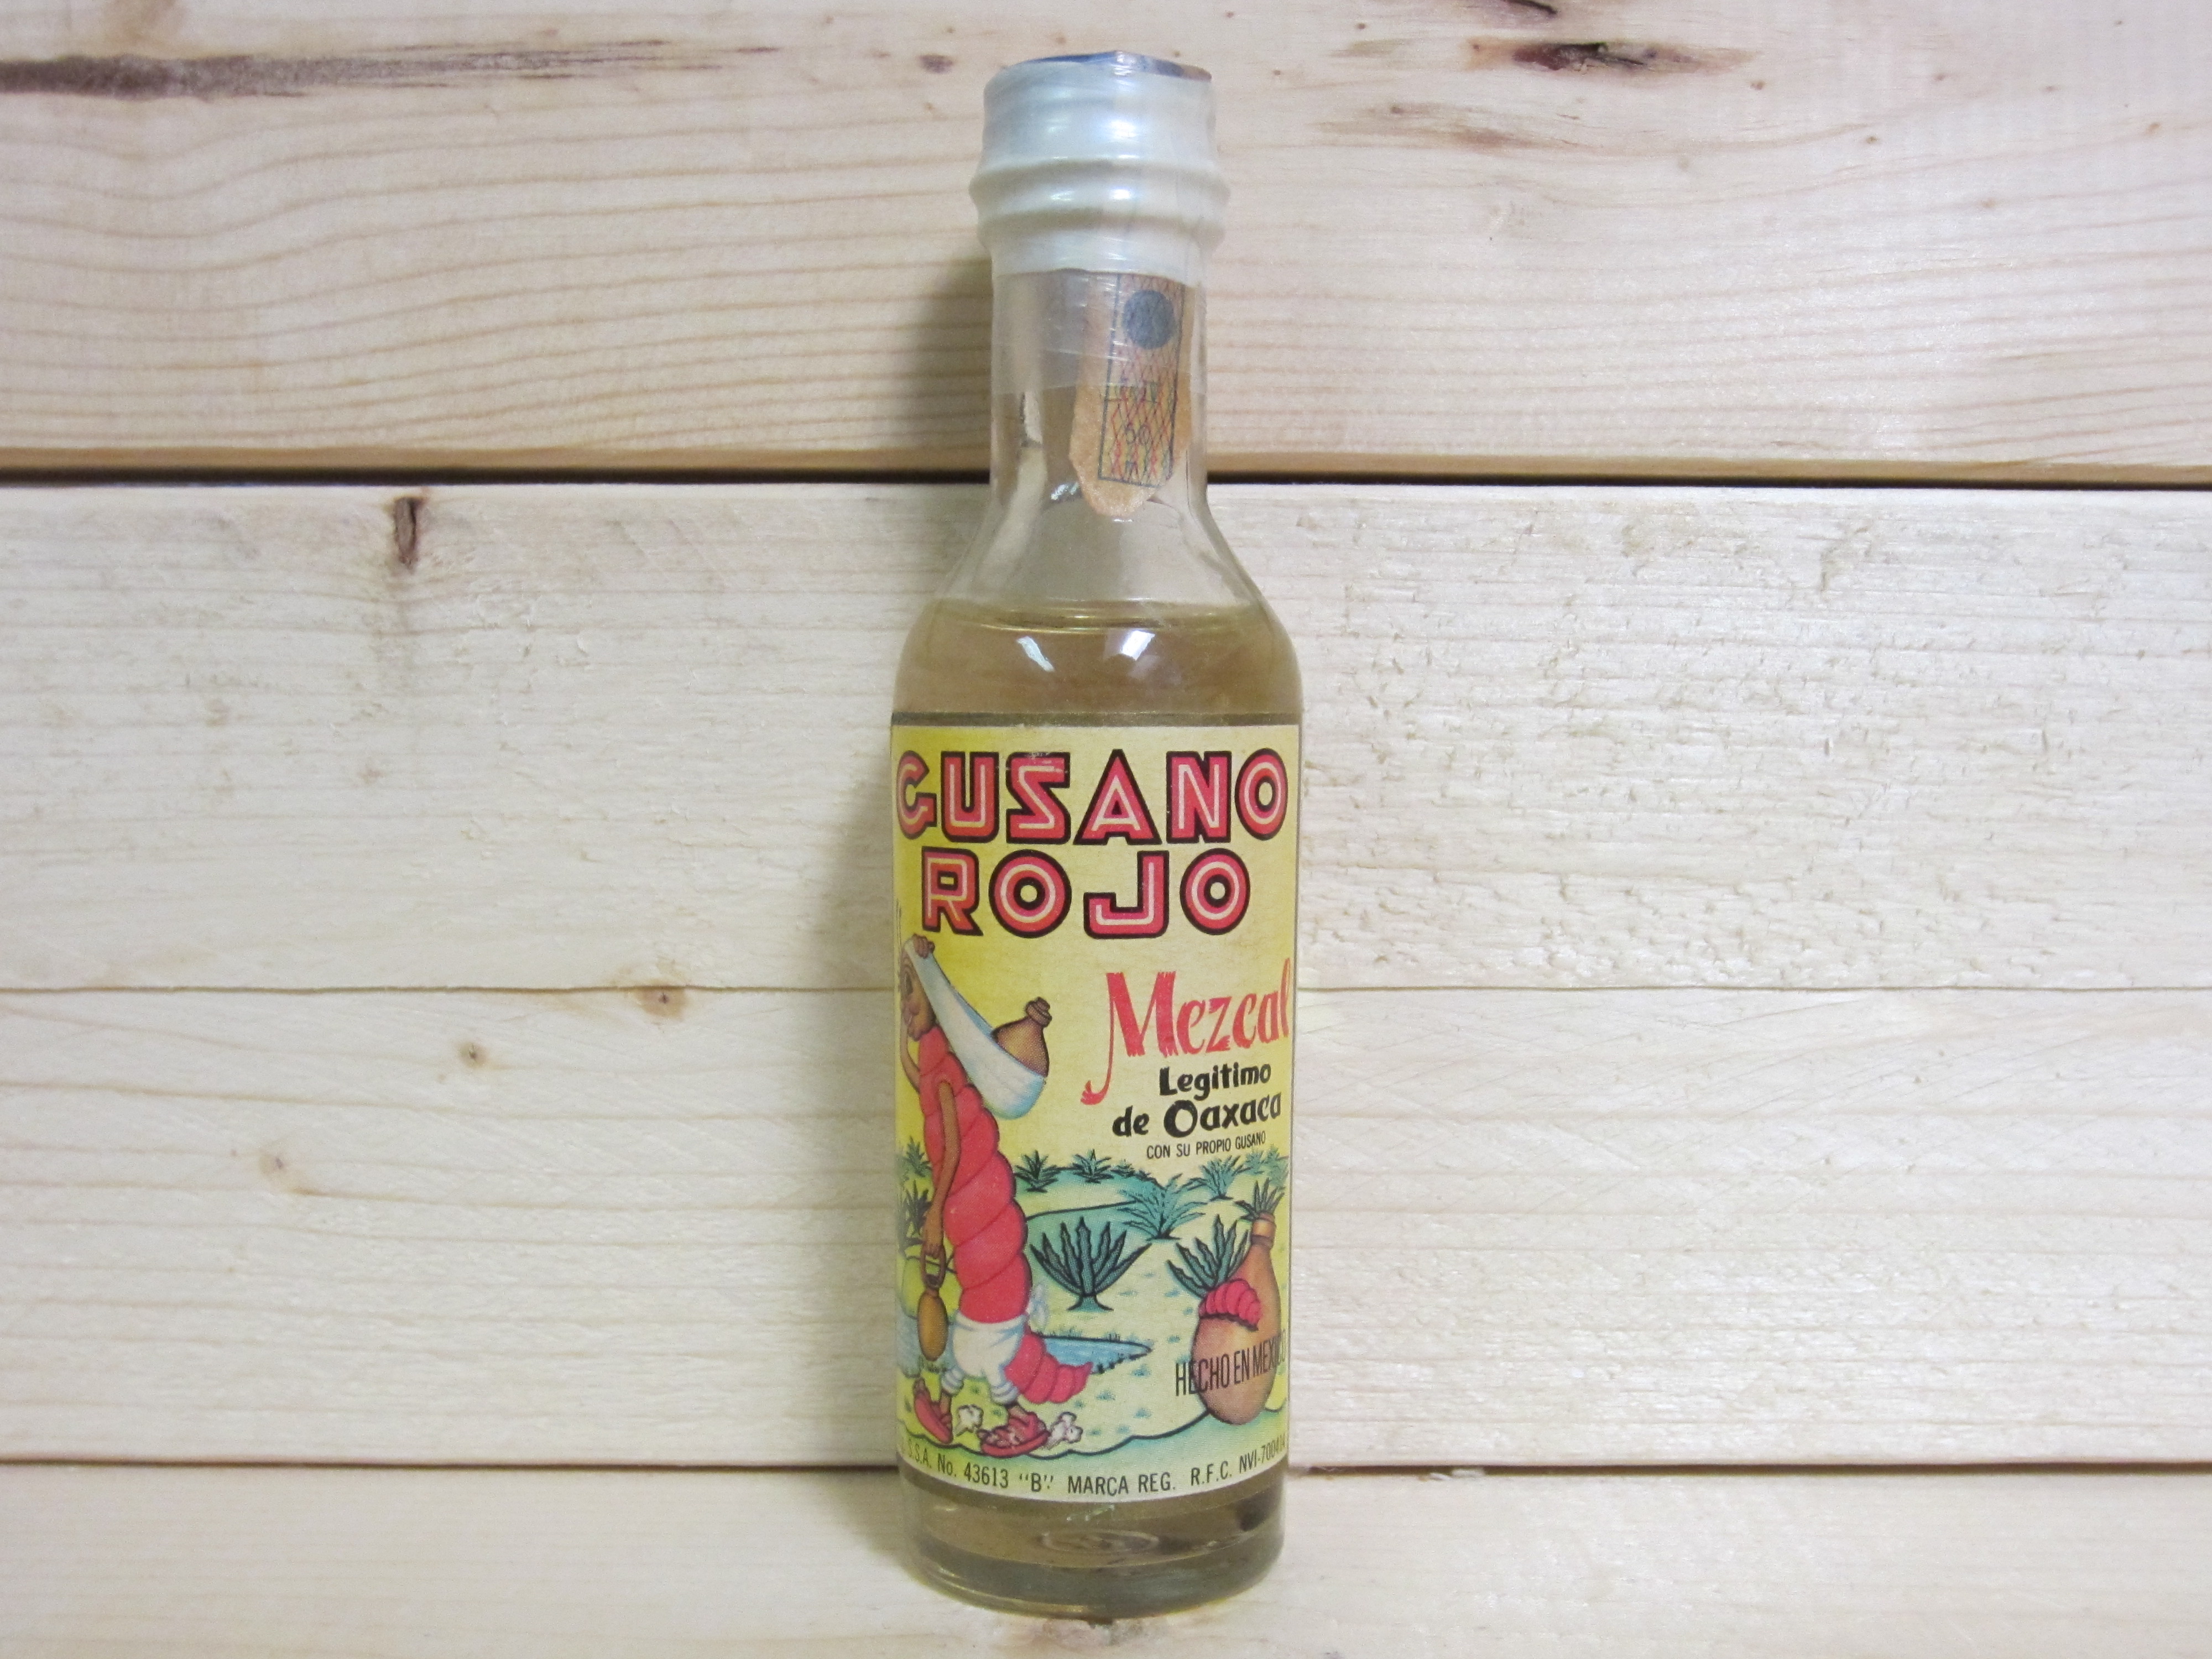 GUSANO
ROJO
Mezcal
Legitimo
de Oaxaca
CON SU PROPIO GUSANO
HECHO EN MEXICO
S.S.A. No. 43613 "B" MARCA REG. R.F.C.